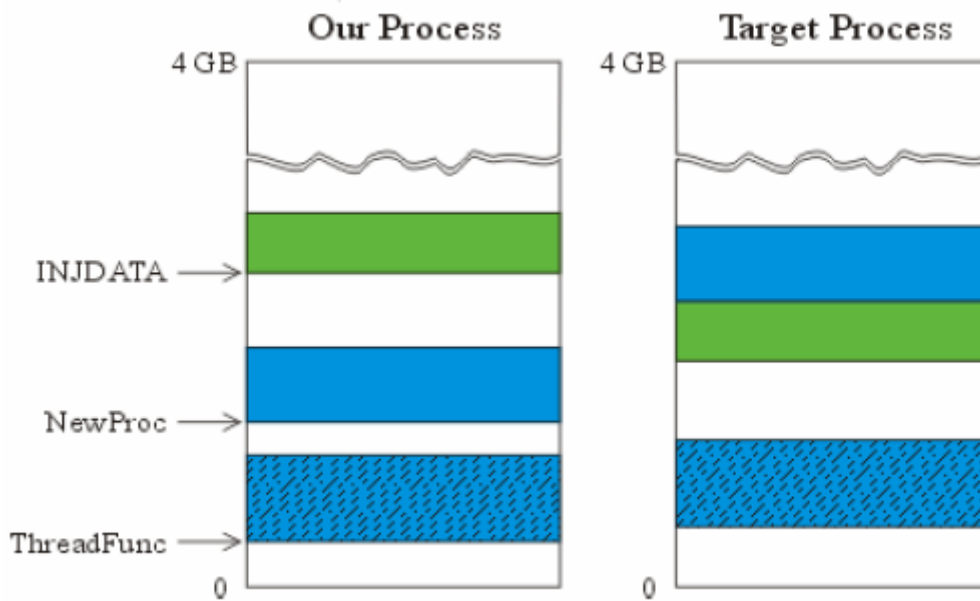 Our Process
Target Process
4 GB
4 GB
INJDATA
NewProc
ThreadFunc
0
0